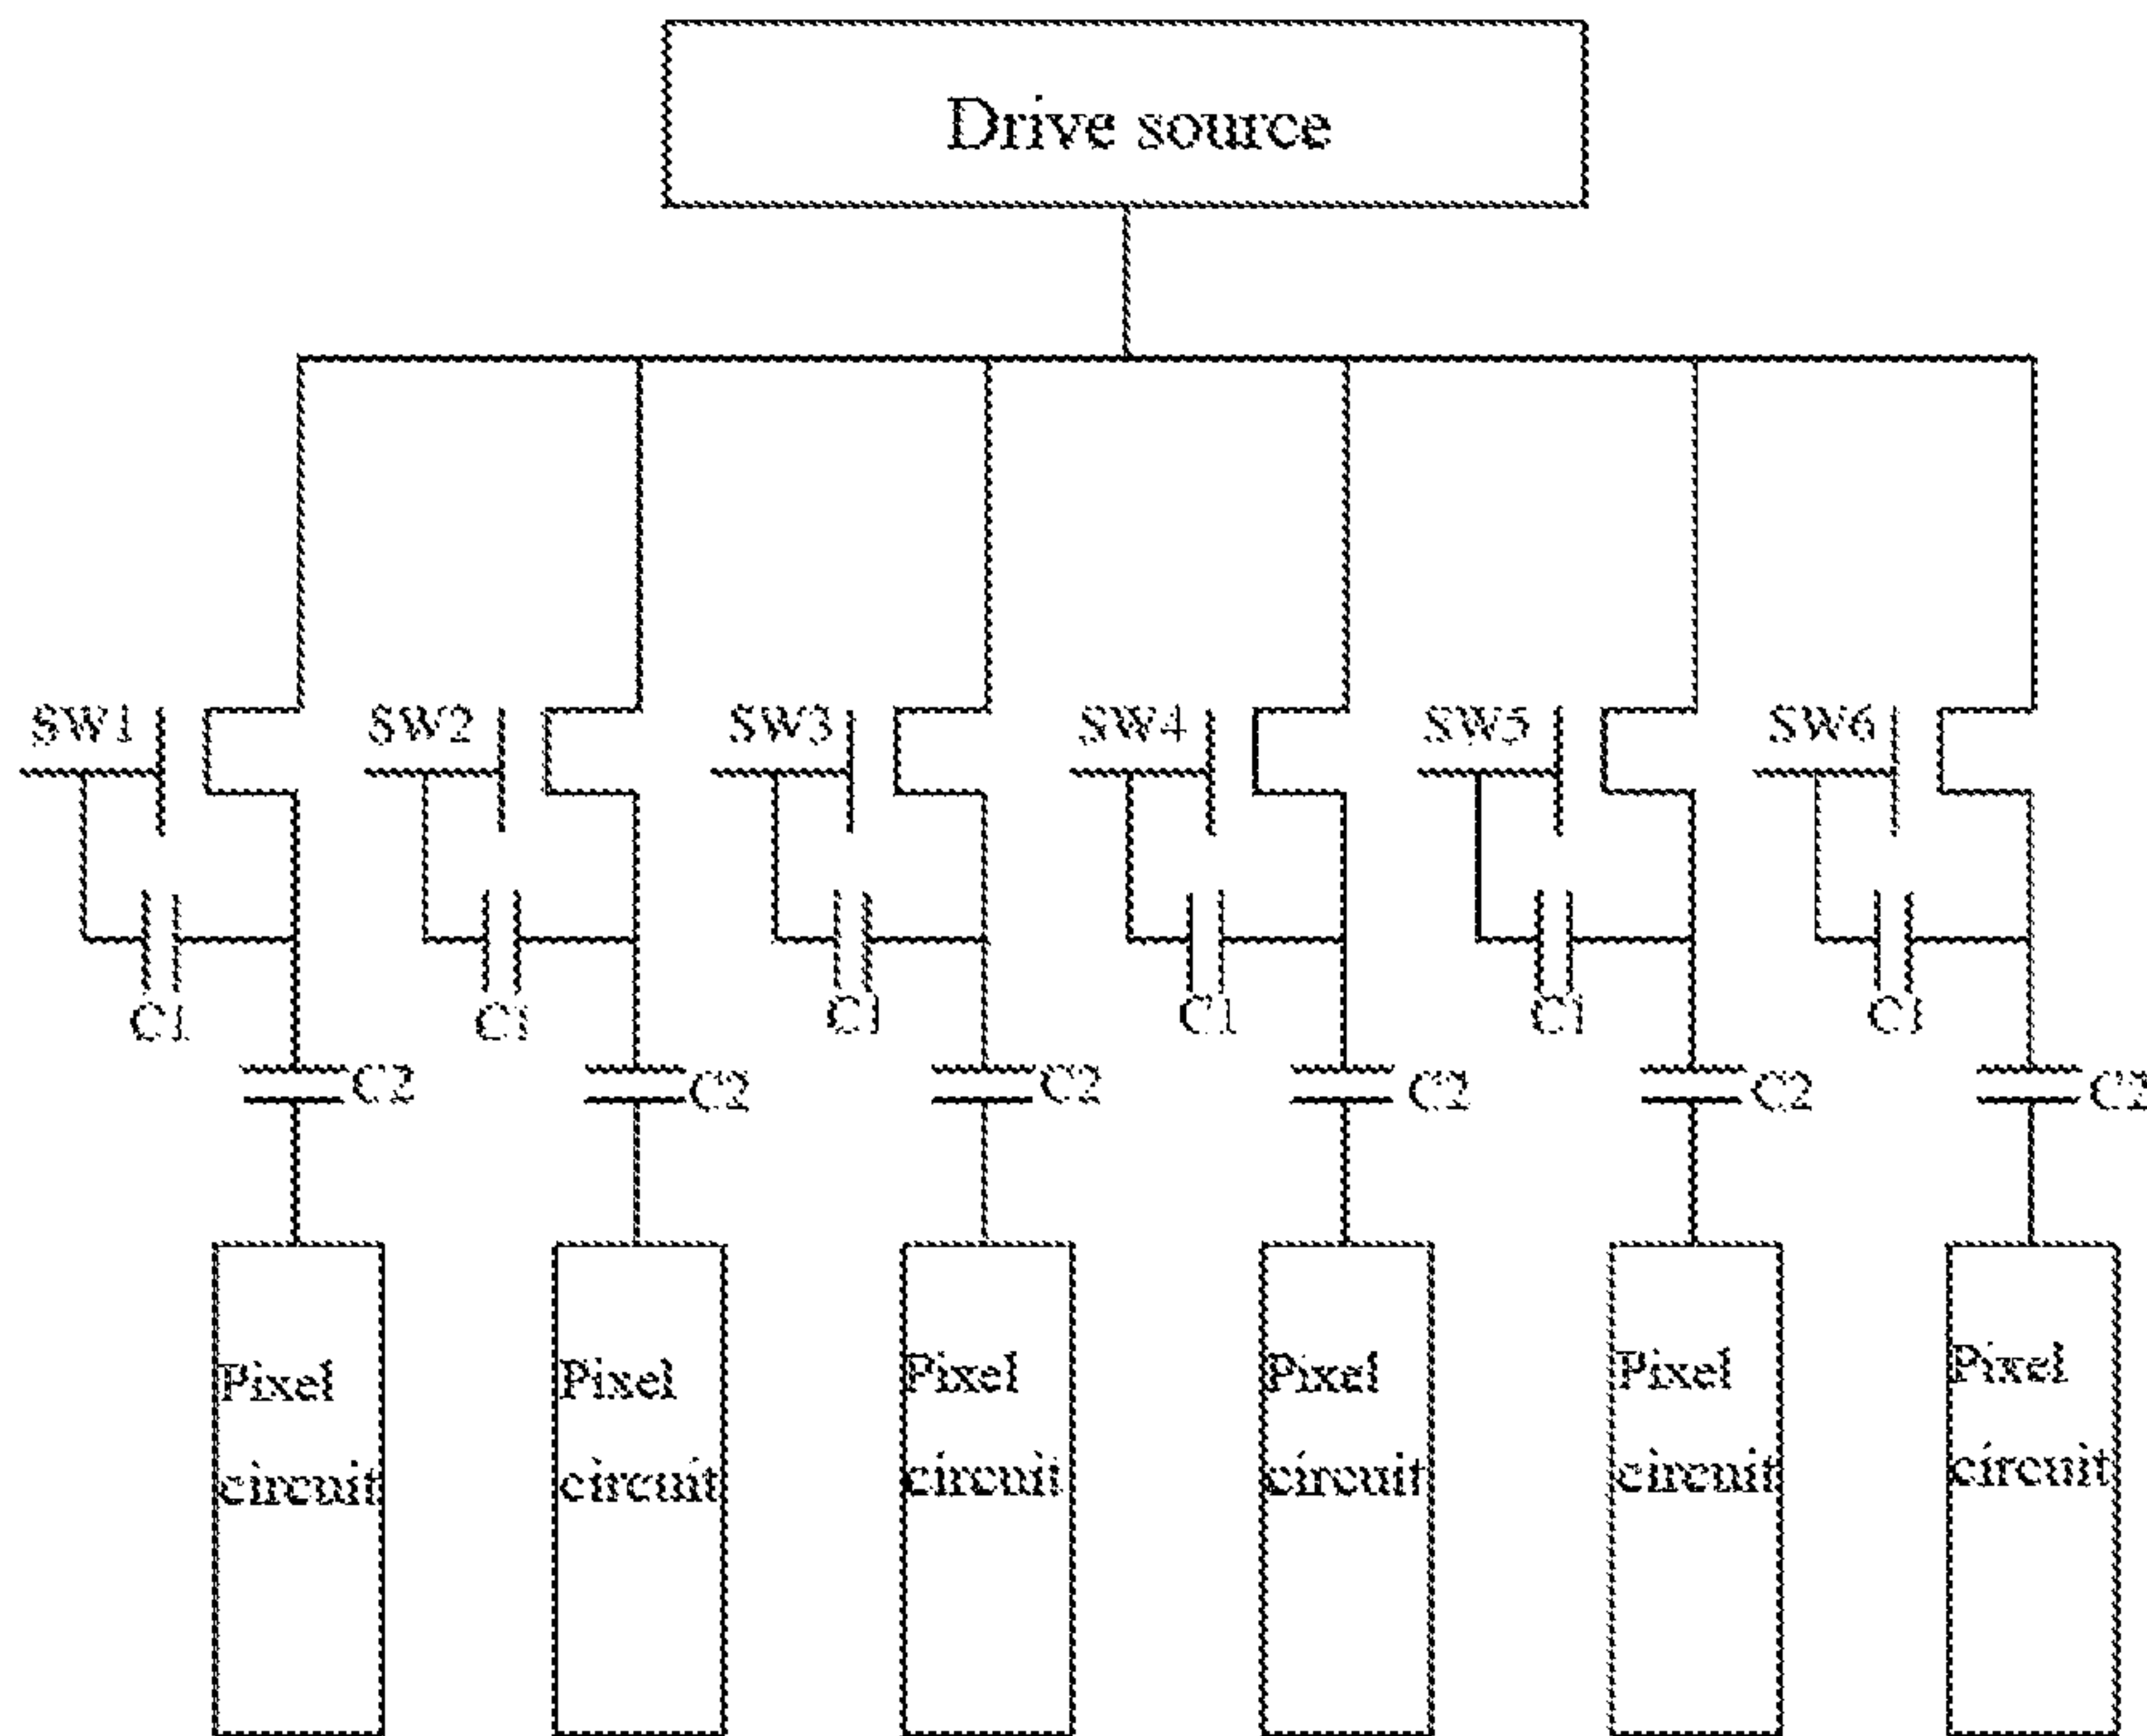 Drive source
SW1 SW2 SW3 SW4 SW5 SW6
C1 C1 C1 C1 C1 C1
C2 C2 C2 C2 C2 C2
Pixel Pixel Pixel Pixel Pixel Pixel
circuit circuit circuit circuit circuit circuit